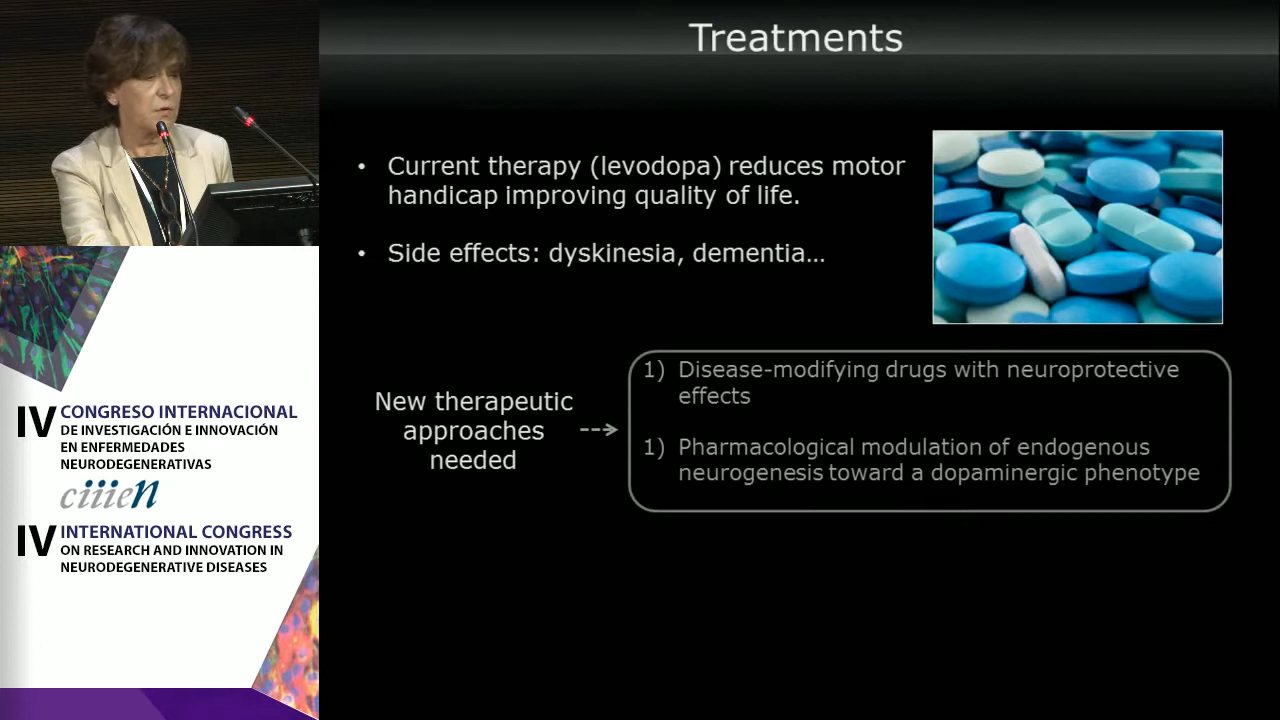 Treatments
• Current therapy (levodopa) reduces motor
handicap improving quality of life.
• Side effects: dyskinesia, dementia...
New therapeutic
approaches
needed
1) Disease-modifying drugs with neuroprotective
effects
1) Pharmacological modulation of endogenous
neurogenesis toward a dopaminergic phenotype
IV CONGRESO INTERNACIONAL
DE INVESTIGACIÓN E INNOVACIÓN
EN ENFERMEDADES
NEURODEGENERATIVAS
ciiien
IV INTERNATIONAL CONGRESS
ON RESEARCH AND INNOVATION IN
NEURODEGENERATIVE DISEASES